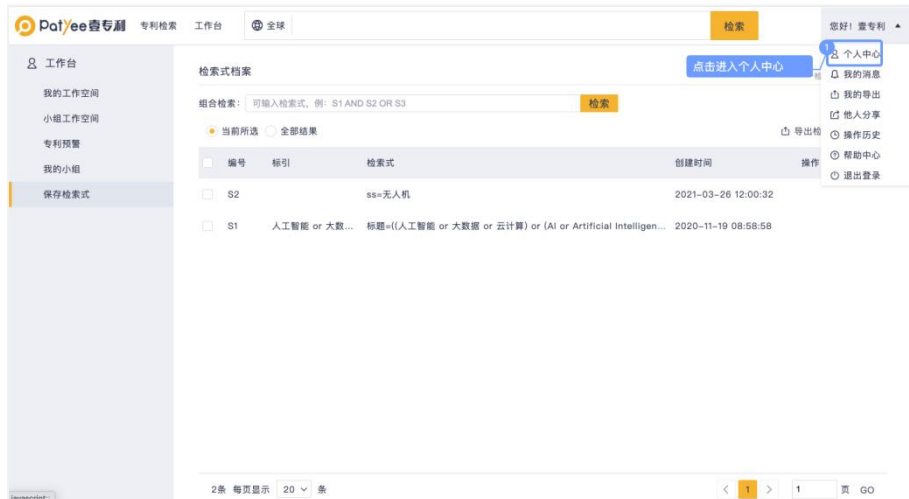 Patyee壹专利 专利检索 工作台 全球 检索 您好！壹专利
工作台
我的工作空间
小组工作空间
专利预警
我的小组
保存检索式
检索式档案
点击进入个人中心
1
个人中心
我的消息
我的导出
他人分享
操作历史
帮助中心
退出登录
组合检索： 可输入检索式，例：S1 AND S2 OR S3 检索
当前所选 全部结果 导出检
编号 标引 检索式 创建时间 操作
S2 ss=无人机 2021-03-26 12:00:32
S1 人工智能 or 大数... 标题=((人工智能 or 大数据 or 云计算) or (AI or Artificial Intelligen... 2020-11-19 08:58:58
2条 每页显示 20 条 < 1 > 1 页 GO